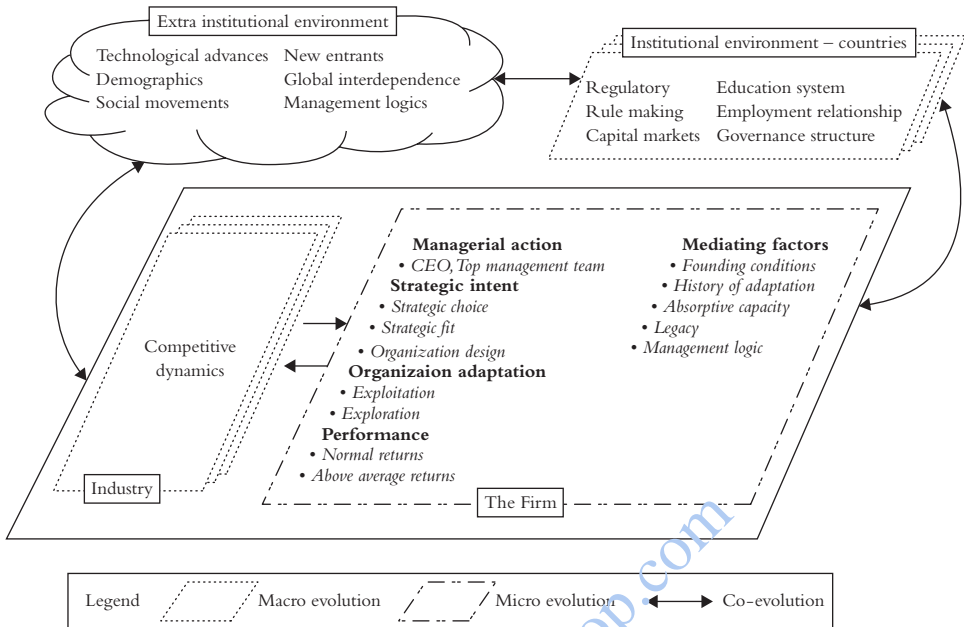 Extra institutional environment
Technological advances New entrants
Demographics Global interdependence
Social movements Management logics
Institutional environment – countries
Regulatory Education system
Rule making Employment relationship
Capital markets Governance structure
Competitive
dynamics
Industry
Managerial action
• CEO, Top management team
Strategic intent
• Strategic choice
• Strategic fit
• Organization design
Organizaion adaptation
• Exploitation
• Exploration
Performance
• Normal returns
• Above average returns
Mediating factors
• Founding conditions
• History of adaptation
• Absorptive capacity
• Legacy
• Management logic
The Firm
Legend Macro evolution Micro evolution Co-evolution
op.com